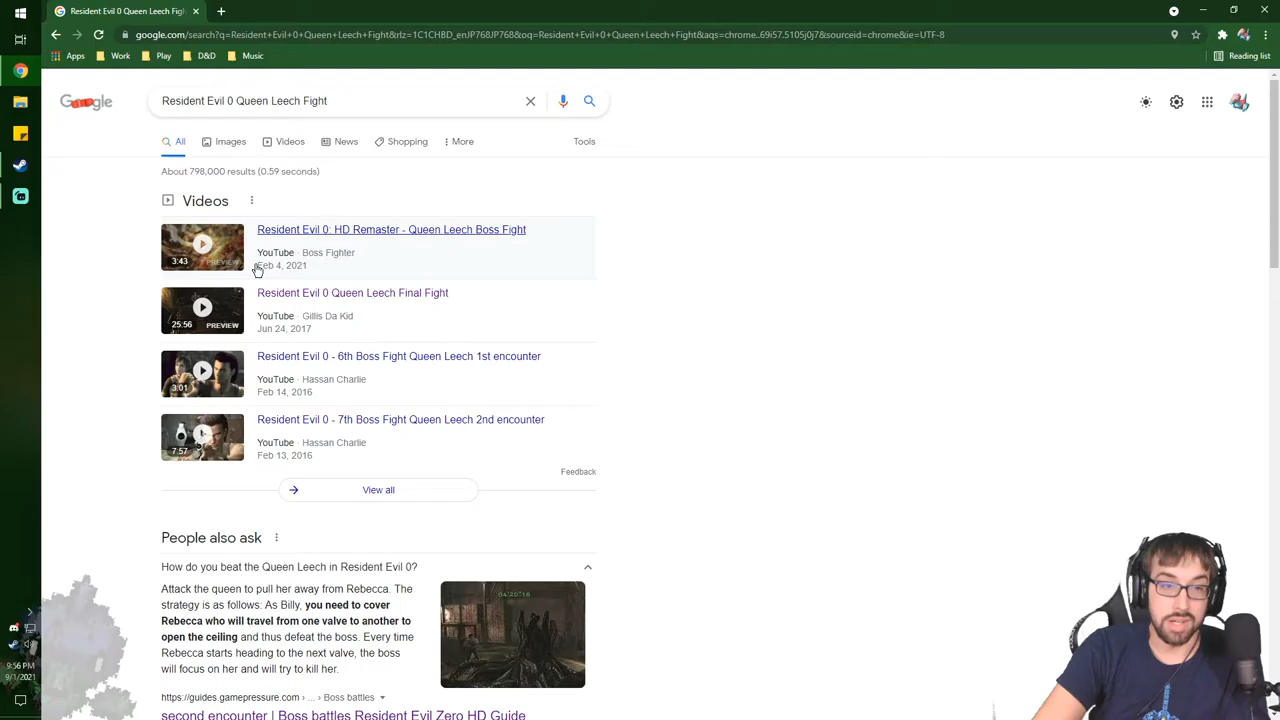 Resident Evil 0 Queen Leech Figh
google.com/search?q=Resident+Evil+0+Queen+Leech+Fight&rlz=1C1CHBD_enJP768JP768&oq=Resident+Evil+0+Queen+Leech+Fight&aqs=chrome..69i57.5105j0j7&sourceid=chrome&ie=UTF-8
Apps Work Play D&D Music Reading list
Google Resident Evil 0 Queen Leech Fight
All Images Videos News Shopping More Tools
About 798,000 results (0.59 seconds)
Videos
Resident Evil 0: HD Remaster - Queen Leech Boss Fight
YouTube · Boss Fighter
3:43 PREVIEW Feb 4, 2021
Resident Evil 0 Queen Leech Final Fight
YouTube · Gillis Da Kid
25:56 PREVIEW Jun 24, 2017
Resident Evil 0 - 6th Boss Fight Queen Leech 1st encounter
YouTube · Hassan Charlie
3:01 Feb 14, 2016
Resident Evil 0 - 7th Boss Fight Queen Leech 2nd encounter
YouTube · Hassan Charlie
7:57 Feb 13, 2016
Feedback
View all
People also ask
How do you beat the Queen Leech in Resident Evil 0?
Attack the queen to pull her away from Rebecca. The
strategy is as follows: As Billy, you need to cover
Rebecca who will travel from one valve to another to
open the ceiling and thus defeat the boss. Every time
Rebecca starts heading to the next valve, the boss
will focus on her and will try to kill her.
https://guides.gamepressure.com › ... › Boss battles
second encounter | Boss battles Resident Evil Zero HD Guide
9:56 PM
9/1/2021